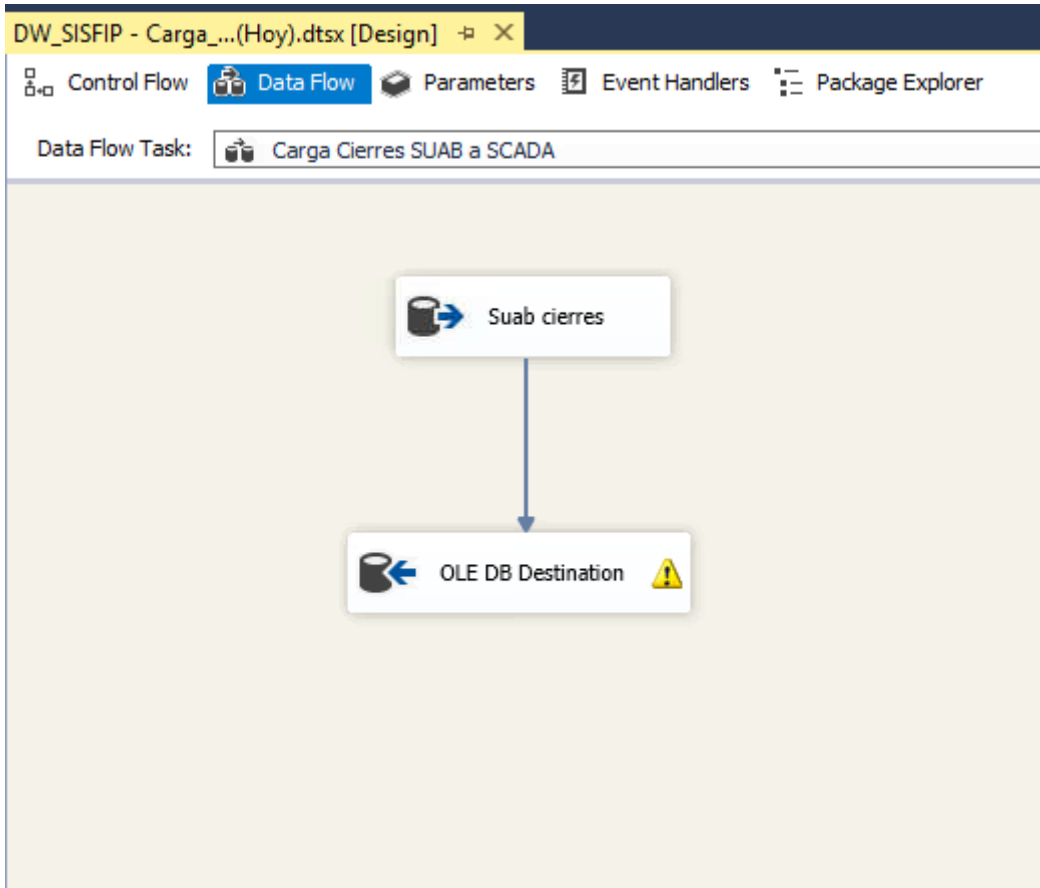 DW_SISFIP - Carga_...(Hoy).dtsx [Design]
Control Flow Data Flow Parameters Event Handlers Package Explorer
Data Flow Task: Carga Cierres SUAB a SCADA
Suab cierres
OLE DB Destination